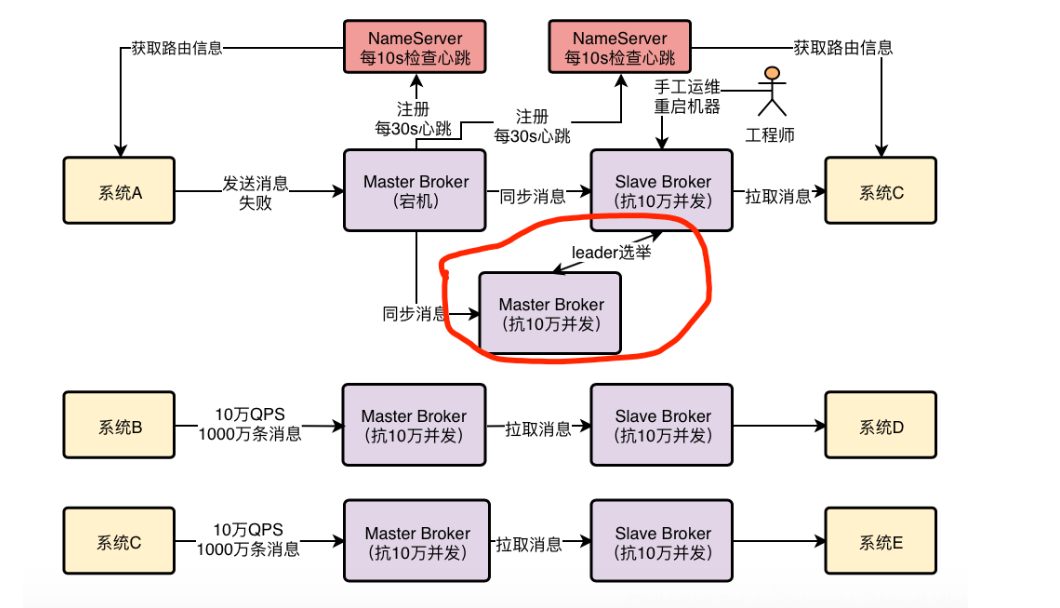 NameServer
每10s检查心跳
NameServer
每10s检查心跳
获取路由信息
获取路由信息
手工运维
重启机器
工程师
注册
每30s心跳
注册
每30s心跳
系统A
发送消息
失败
Master Broker
(宕机)
同步消息
Slave Broker
(抗10万并发)
拉取消息
系统C
leader选举
同步消息
Master Broker
(抗10万并发)
系统B
10万QPS
1000万条消息
Master Broker
(抗10万并发)
拉取消息
Slave Broker
(抗10万并发)
系统D
系统C
10万QPS
1000万条消息
Master Broker
(抗10万并发)
拉取消息
Slave Broker
(抗10万并发)
系统E